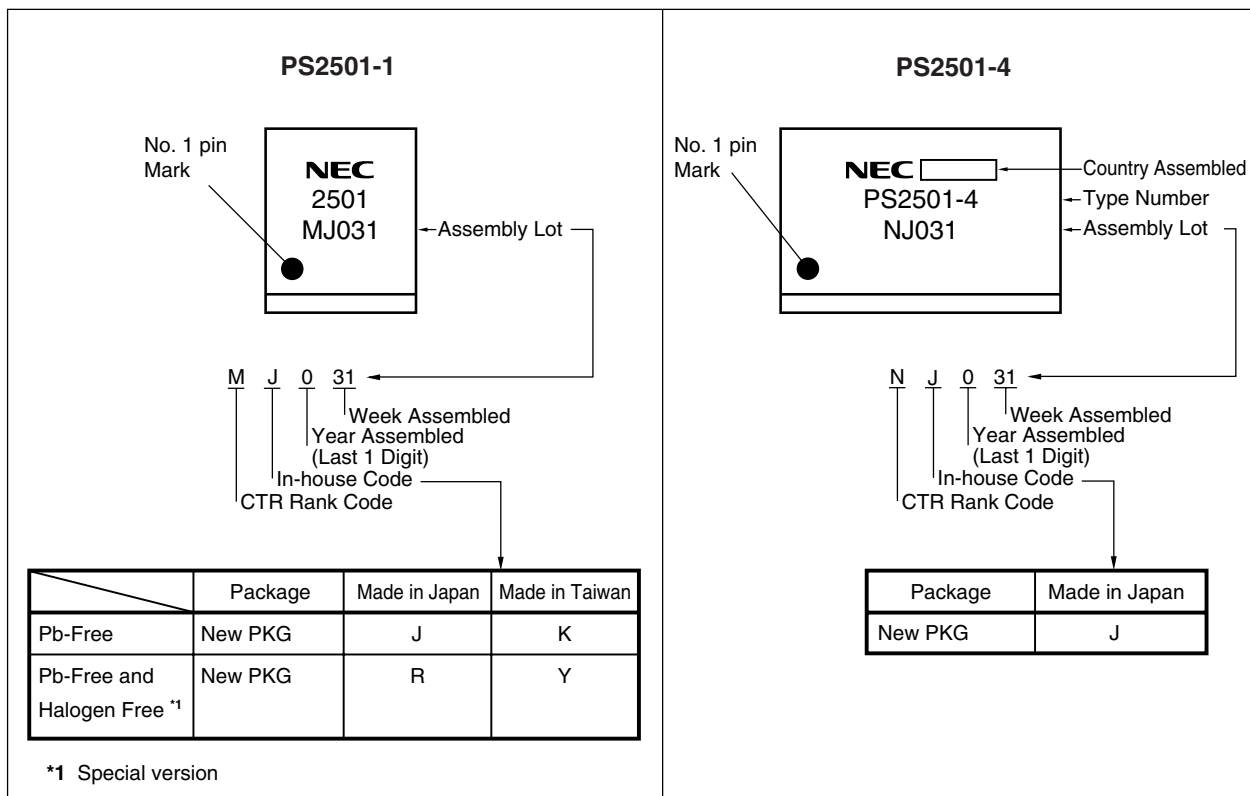 PS2501-1
No. 1 pin
Mark
NEC
2501
MJ031
Assembly Lot
M J 0 31
Week Assembled
Year Assembled
(Last 1 Digit)
In-house Code
CTR Rank Code
Package Made in Japan Made in Taiwan
Pb-Free New PKG J K
Pb-Free and New PKG R Y
Halogen Free *1
*1 Special version
PS2501-4
No. 1 pin
Mark
NEC
Country Assembled
PS2501-4
Type Number
NJ031
Assembly Lot
N J 0 31
Week Assembled
Year Assembled
(Last 1 Digit)
In-house Code
CTR Rank Code
Package Made in Japan
New PKG J